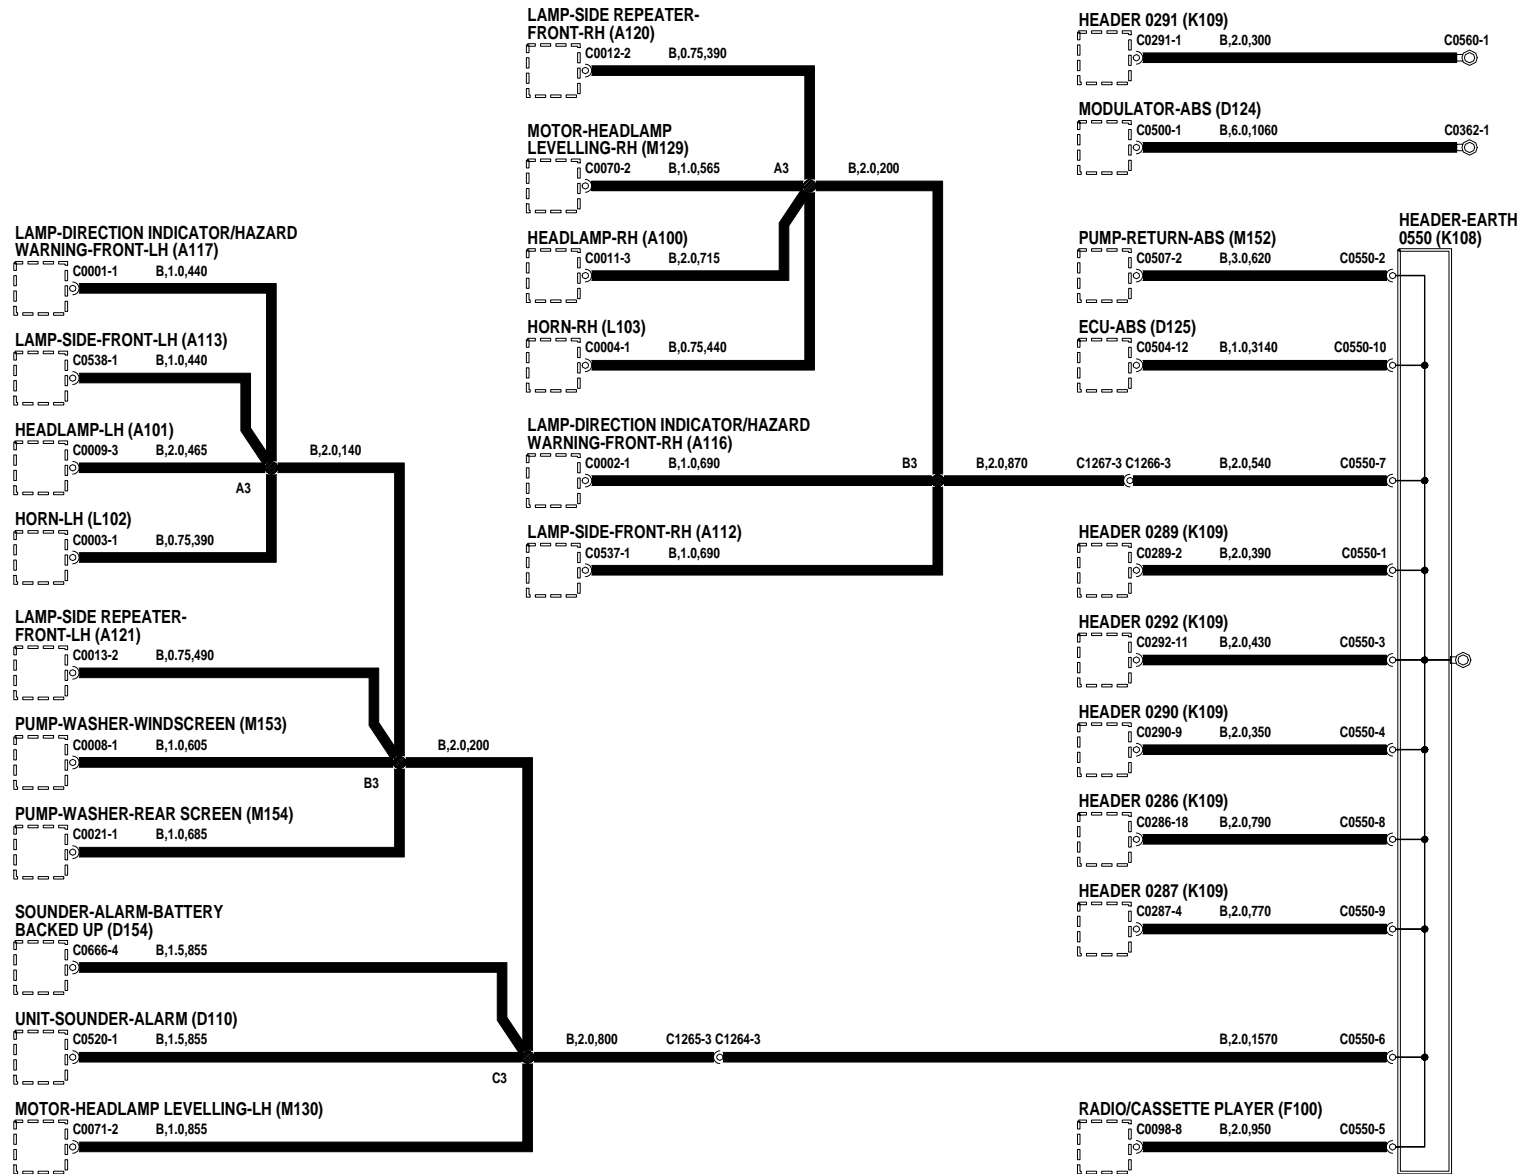 LAMP-DIRECTION INDICATOR/HAZARD
WARNING-FRONT-LH (A117)
C0001-1 B,1.0,440
LAMP-SIDE-FRONT-LH (A113)
C0538-1 B,1.0,440
HEADLAMP-LH (A101)
C0009-3 B,2.0,465
B,2.0,140
A3
HORN-LH (L102)
C0003-1 B,0.75,390
LAMP-SIDE REPEATER-
FRONT-LH (A121)
C0013-2 B,0.75,490
PUMP-WASHER-WINDSCREEN (M153)
C0008-1 B,1.0,605
B,2.0,200
B3
PUMP-WASHER-REAR SCREEN (M154)
C0021-1 B,1.0,685
SOUNDER-ALARM-BATTERY
BACKED UP (D154)
C0666-4 B,1.5,855
UNIT-SOUNDER-ALARM (D110)
C0520-1 B,1.5,855
B,2.0,800
C1265-3 C1264-3
B,2.0,1570
C0550-6
C3
MOTOR-HEADLAMP LEVELLING-LH (M130)
C0071-2 B,1.0,855
LAMP-SIDE REPEATER-
FRONT-RH (A120)
C0012-2 B,0.75,390
MOTOR-HEADLAMP
LEVELLING-RH (M129)
C0070-2 B,1.0,565
A3
B,2.0,200
HEADLAMP-RH (A100)
C0011-3 B,2.0,715
HORN-RH (L103)
C0004-1 B,0.75,440
LAMP-DIRECTION INDICATOR/HAZARD
WARNING-FRONT-RH (A116)
C0002-1 B,1.0,690
B3
B,2.0,870
C1267-3 C1266-3
B,2.0,540
C0550-7
LAMP-SIDE-FRONT-RH (A112)
C0537-1 B,1.0,690
HEADER 0291 (K109)
C0291-1 B,2.0,300 C0560-1
MODULATOR-ABS (D124)
C0500-1 B,6.0,1060 C0362-1
HEADER-EARTH
0550 (K108)
PUMP-RETURN-ABS (M152)
C0507-2 B,3.0,620 C0550-2
ECU-ABS (D125)
C0504-12 B,1.0,3140 C0550-10
HEADER 0289 (K109)
C0289-2 B,2.0,390 C0550-1
HEADER 0292 (K109)
C0292-11 B,2.0,430 C0550-3
HEADER 0290 (K109)
C0290-9 B,2.0,350 C0550-4
HEADER 0286 (K109)
C0286-18 B,2.0,790 C0550-8
HEADER 0287 (K109)
C0287-4 B,2.0,770 C0550-9
RADIO/CASSETTE PLAYER (F100)
C0098-8 B,2.0,950 C0550-5